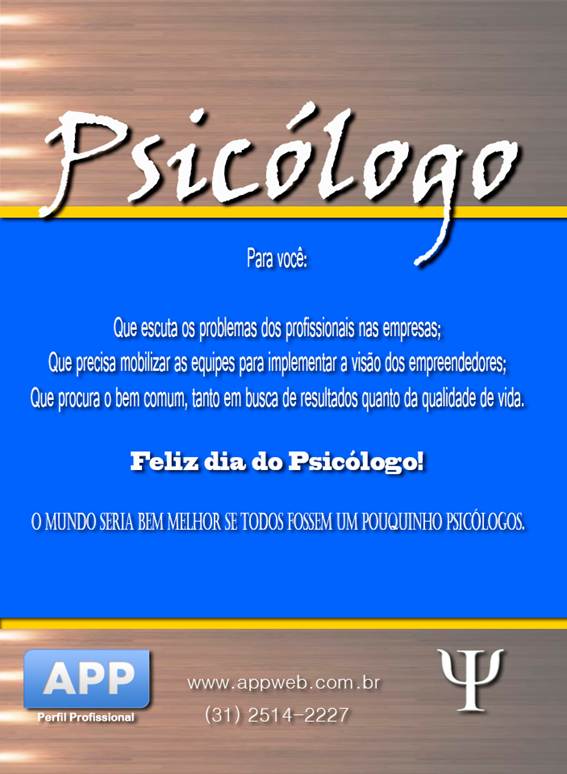 Psicólogo
Para você:
Que escuta os problemas dos profissionais nas empresas;
Que precisa mobilizar as equipes para implementar a visão dos empreendedores;
Que procura o bem comum, tanto em busca de resultados quanto da qualidade de vida.
Feliz dia do Psicólogo!
O MUNDO SERIA BEM MELHOR SE TODOS FOSSEM UM POUQUINHO PSICÓLOGOS.
APP
Perfil Profissional
www.appweb.com.br
(31) 2514-2227
Ψ